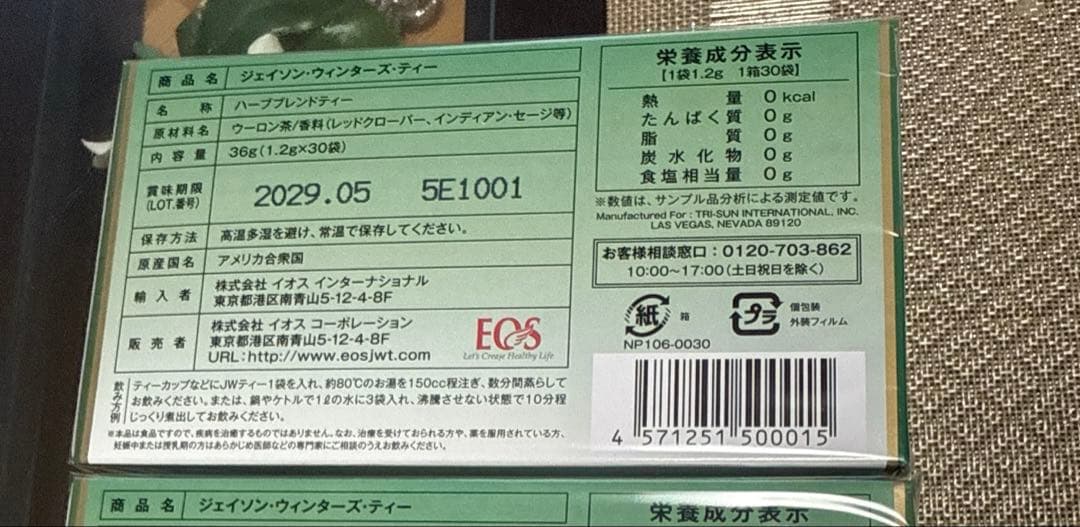 商品名 ジェイソン・ウィンターズ・ティー
名称 ハーブブレンドティー
原材料名 ウーロン茶/香料(レッドクローバー、インディアン・セージ等)
内容量 36g(1.2g×30袋)
賞味期限
(LOT.番号)
2029.05 5E1001
保存方法 高温多湿を避け、常温で保存してください。
原産国名 アメリカ合衆国
輸入者 株式会社 イオス インターナショナル
東京都港区南青山5-12-4-8F
販売者 株式会社 イオス コーポレーション
東京都港区南青山5-12-4-8F
URL:http://www.eosjwt.com
EOS
Let's Create Healthy Life
飲み方例
ティーカップなどにJWティー1袋を入れ、約80℃のお湯を150cc程注ぎ、数分間蒸らして
お飲みください。または、鍋やケトルで1ℓの水に3袋入れ、沸騰させない状態で10分程
じっくり煮出してお飲みください。
※本品は食品ですので、疾病を治癒するものではありません。なお、治療を受けておられる方や、薬を服用されている方、
妊娠中または授乳期の方はあらかじめ医師などの専門家にご相談のうえお飲みください。
栄養成分表示
【1袋1.2g 1箱30袋】
熱量 0kcal
たんぱく質 0g
脂質 0g
炭水化物 0g
食塩相当量 0g
※数値は、サンプル品分析による測定値です。
Manufactured For : TRI-SUN INTERNATIONAL, INC.
LAS VEGAS, NEVADA 89120
お客様相談窓口:0120-703-862
10:00~17:00(土日祝日を除く)
紙 箱
NP106-0030
プラ 個包装
外装フィルム
4 571251 500015
商品名 ジェイソン・ウィンターズ・ティー
栄養成分表示